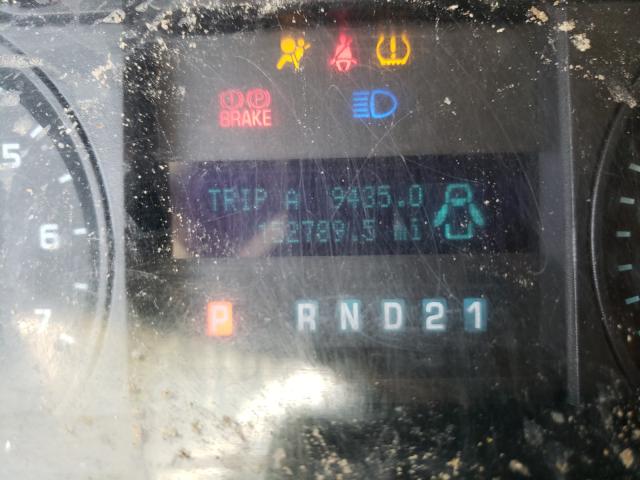 BRAKE
TRIP A 9435.0
152789.5 mi
P R N D 2 1
5
6
7